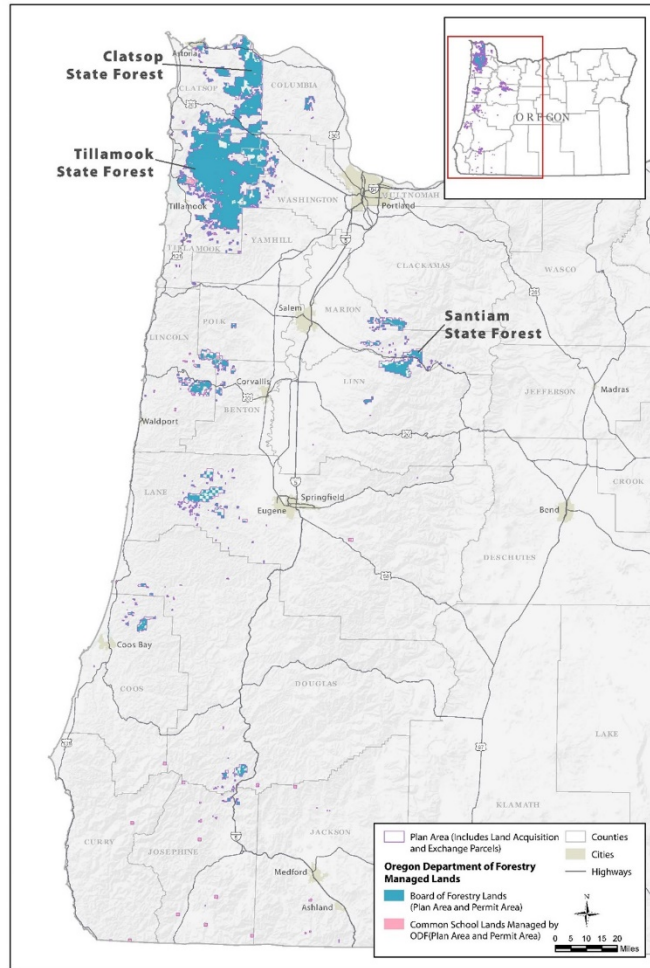 Clatsop
State Forest
Astoria
CLATSOP
COLUMBIA
Tillamook
State Forest
Tillamook
WASHINGTON
MULTNOMAH
Portland
TILLAMOOK
YAMHILL
CLACKAMAS
WASCO
OREGON
Salem
MARION
Santiam
State Forest
POLK
LINCOLN
LINN
JEFFERSON
Madras
Corvallis
BENTON
Waldport
CROOK
LANE
Springfield
Eugene
Bend
DESCHUTES
58
Coos Bay
COOS
DOUGLAS
LAKE
97
KLAMATH
CURRY
JOSEPHINE
JACKSON
Medford
Ashland
Plan Area (Includes Land Acquisition
and Exchange Parcels)
Oregon Department of Forestry
Managed Lands
Board of Forestry Lands
(Plan Area and Permit Area)
Common School Lands Managed by
ODF(Plan Area and Permit Area)
Counties
Cities
Highways
N
0 5 10 15 20
Miles